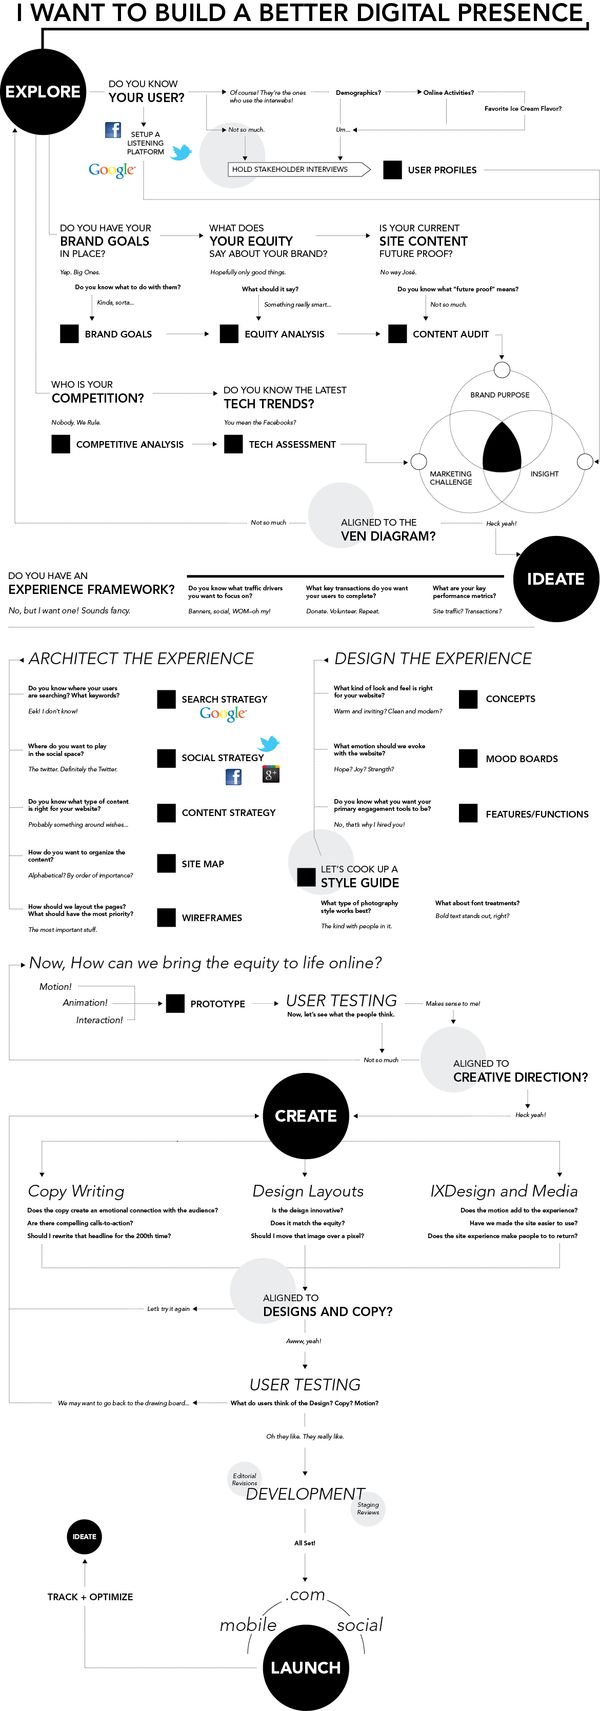 I WANT TO BUILD A BETTER DIGITAL PRESENCE
EXPLORE
DO YOU KNOW
YOUR USER?
Of course! They're the ones
who use the interwebs!
Demographics?
Online Activities?
Favorite Ice Cream Flavor?
Not so much.
Um...
SETUP A
LISTENING
PLATFORM
Google
HOLD STAKEHOLDER INTERVIEWS
USER PROFILES
DO YOU HAVE YOUR
BRAND GOALS
IN PLACE?
Yap. Big Ones.
Do you know what to do with them?
Kinda, sorta...
BRAND GOALS
WHAT DOES
YOUR EQUITY
SAY ABOUT YOUR BRAND?
Hopefully only good things.
What should it say?
Something really smart...
EQUITY ANALYSIS
IS YOUR CURRENT
SITE CONTENT
FUTURE PROOF?
No way José.
Do you know what "future proof" means?
Not so much.
CONTENT AUDIT
WHO IS YOUR
COMPETITION?
Nobody. We Rule.
COMPETITIVE ANALYSIS
DO YOU KNOW THE LATEST
TECH TRENDS?
You mean the Facebooks?
TECH ASSESSMENT
BRAND PURPOSE
MARKETING
CHALLENGE
INSIGHT
Not so much
ALIGNED TO THE
VEN DIAGRAM?
Heck yeah!
IDEATE
DO YOU HAVE AN
EXPERIENCE FRAMEWORK?
No, but I want one! Sounds fancy.
Do you know what traffic drivers
you want to focus on?
Banners, social, WOM–oh my!
What key transactions do you want
your users to complete?
Donate. Volunteer. Repeat.
What are your key
performance metrics?
Site traffic? Transactions?
ARCHITECT THE EXPERIENCE
Do you know where your users
are searching? What keywords?
Eek! I don't know!
SEARCH STRATEGY
Google
Where do you want to play
in the social space?
The twitter. Definitely the Twitter.
SOCIAL STRATEGY
g+
Do you know what type of content
is right for your website?
Probably something around wishes...
CONTENT STRATEGY
How do you want to organize the
content?
Alphabetical? By order of importance?
SITE MAP
How should we layout the pages?
What should have the most priority?
The most important stuff.
WIREFRAMES
DESIGN THE EXPERIENCE
What kind of look and feel is right
for your website?
Warm and inviting? Clean and modern?
CONCEPTS
What emotion should we evoke
with the website?
Hope? Joy? Strength?
MOOD BOARDS
Do you know what you want your
primary engagement tools to be?
No, that's why I hired you!
FEATURES/FUNCTIONS
LET'S COOK UP A
STYLE GUIDE
What type of photography
style works best?
The kind with people in it.
What about font treatments?
Bold text stands out, right?
Now, How can we bring the equity to life online?
Motion!
Animation!
Interaction!
PROTOTYPE
USER TESTING
Now, let's see what the people think.
Makes sense to me!
Not so much
ALIGNED TO
CREATIVE DIRECTION?
Heck yeah!
CREATE
Copy Writing
Does the copy create an emotional connection with the audience?
Are there compelling calls-to-action?
Should I rewrite that headline for the 200th time?
Design Layouts
Is the deisgn innovative?
Does it match the equity?
Should I move that image over a pixel?
IXDesign and Media
Does the motion add to the experience?
Have we made the site easier to use?
Does the site experience make people to to return?
ALIGNED TO
DESIGNS AND COPY?
Let's try it again
Awww, yeah!
USER TESTING
What do users think of the Design? Copy? Motion?
We may want to go back to the drawing board...
Oh they like. They really like.
Editorial
Revisions
DEVELOPMENT
Staging
Reviews
All Set!
IDEATE
TRACK + OPTIMIZE
.com
mobile
social
LAUNCH